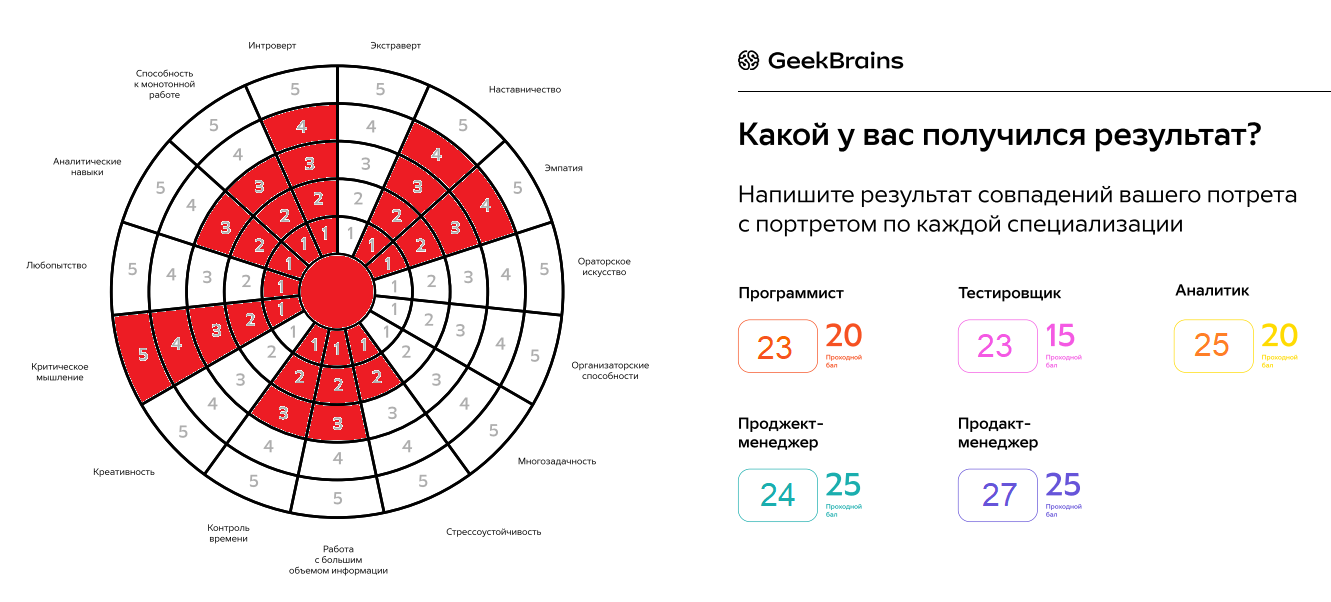 Интроверт
5 4 3 2 1
Экстраверт
5 4 3 2 1
Наставничество
5 4 3 2 1
Эмпатия
5 4 3 2 1
Ораторское
искусство
5 4 3 2 1
Организаторские
способности
5 4 3 2 1
Многозадачность
5 4 3 2 1
Стрессоустойчивость
5 4 3 2 1
Работа
с большим
объемом информации
5 4 3 2 1
Контроль
времени
5 4 3 2 1
Креативность
5 4 3 2 1
Критическое
мышление
5 4 3 2 1
Любопытство
5 4 3 2 1
Аналитические
навыки
5 4 3 2 1
Способность
к монотонной
работе
5 4 3 2 1
GeekBrains
Какой у вас получился результат?
Напишите результат совпадений вашего потрета
с портретом по каждой специализации
Программист
23 20
Проходной
бал
Тестировщик
23 15
Проходной
бал
Аналитик
25 20
Проходной
бал
Проджект-
менеджер
24 25
Проходной
бал
Продакт-
менеджер
27 25
Проходной
бал